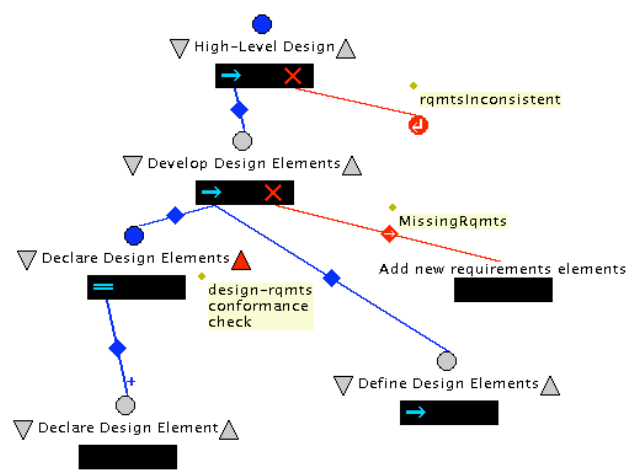 High-Level Design
rqmtsInconsistent
Develop Design Elements
MissingRqmts
Declare Design Elements
Add new requirements elements
design-rqmts
conformance
check
+
Define Design Elements
Declare Design Element